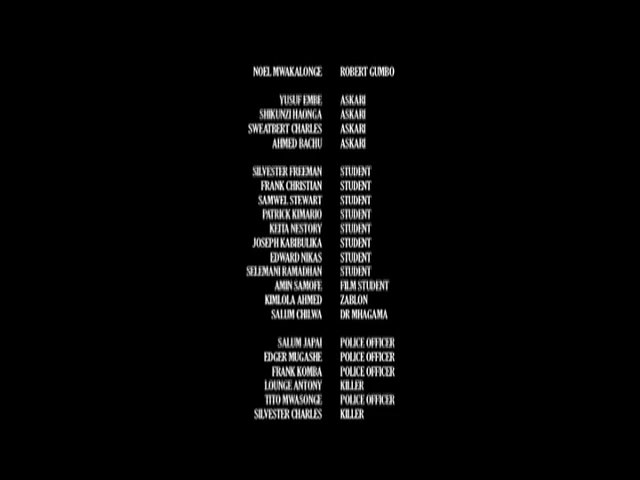 NOEL MWAKALONGE ROBERT GUMBO
YUSUF EMBE ASKARI
SHIKUNZI HAONGA ASKARI
SWEATBERT CHARLES ASKARI
AHMED BACHU ASKARI
SILVESTER FREEMAN STUDENT
FRANK CHRISTIAN STUDENT
SAMWEL STEWART STUDENT
PATRICK KIMARIO STUDENT
KEITA NESTORY STUDENT
JOSEPH KABIBULIKA STUDENT
EDWARD NIKAS STUDENT
SELEMANI RAMADHAN STUDENT
AMIN SAMOFE FILM STUDENT
KIMLOLA AHMED ZABLON
SALUM CHILWA DR MHAGAMA
SALUM JAPAI POLICE OFFICER
EDGER MUGASHE POLICE OFFICER
FRANK KOMBA POLICE OFFICER
LOUNGE ANTONY KILLER
TITO MWASONGE POLICE OFFICER
SILVESTER CHARLES KILLER